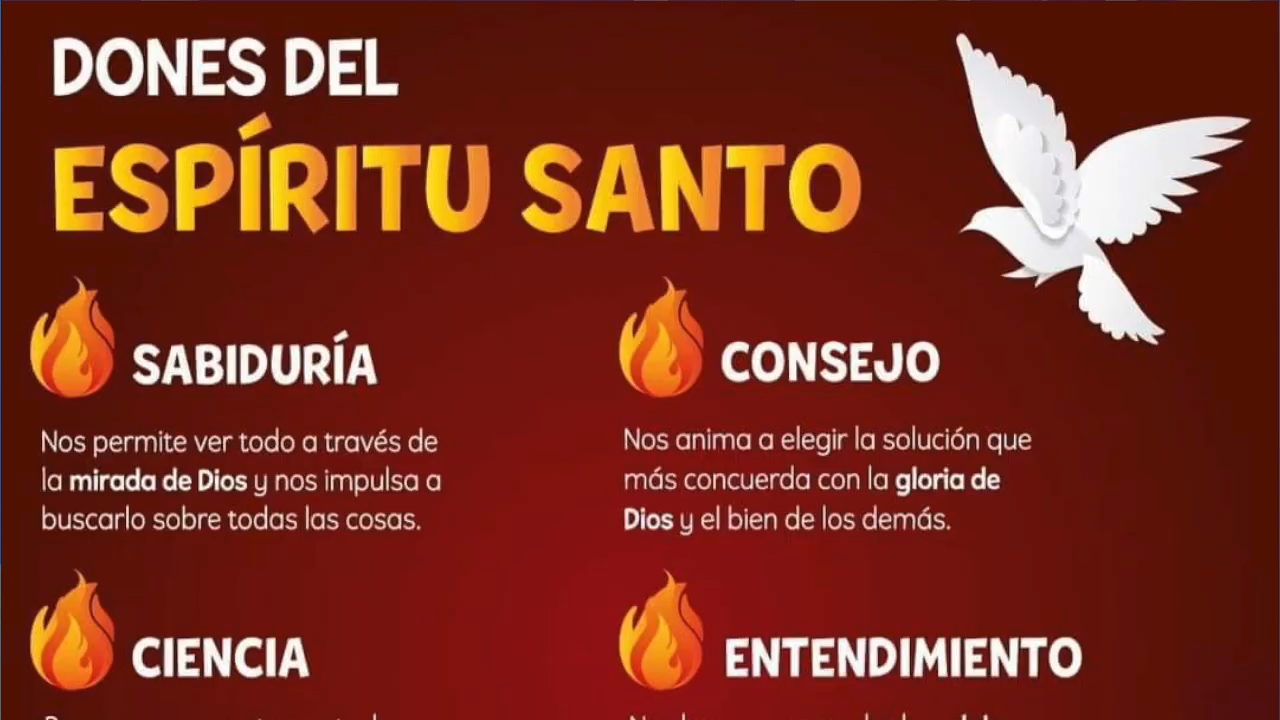 DONES DEL
ESPÍRITU SANTO
SABIDURÍA
Nos permite ver todo a través de
la mirada de Dios y nos impulsa a
buscarlo sobre todas las cosas.
CONSEJO
Nos anima a elegir la solución que
más concuerda con la gloria de
Dios y el bien de los demás.
CIENCIA
ENTENDIMIENTO